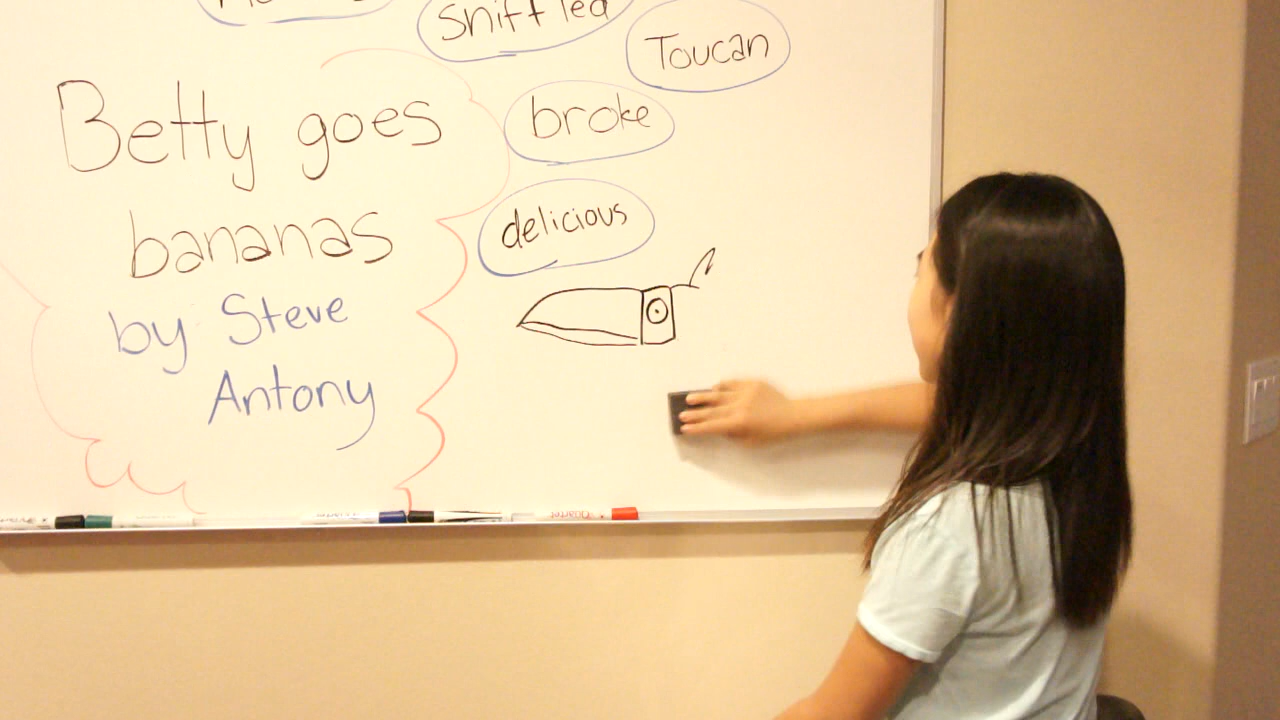 Sniffled
Toucan
broke
delicious
Betty goes
bananas
by Steve
Antony